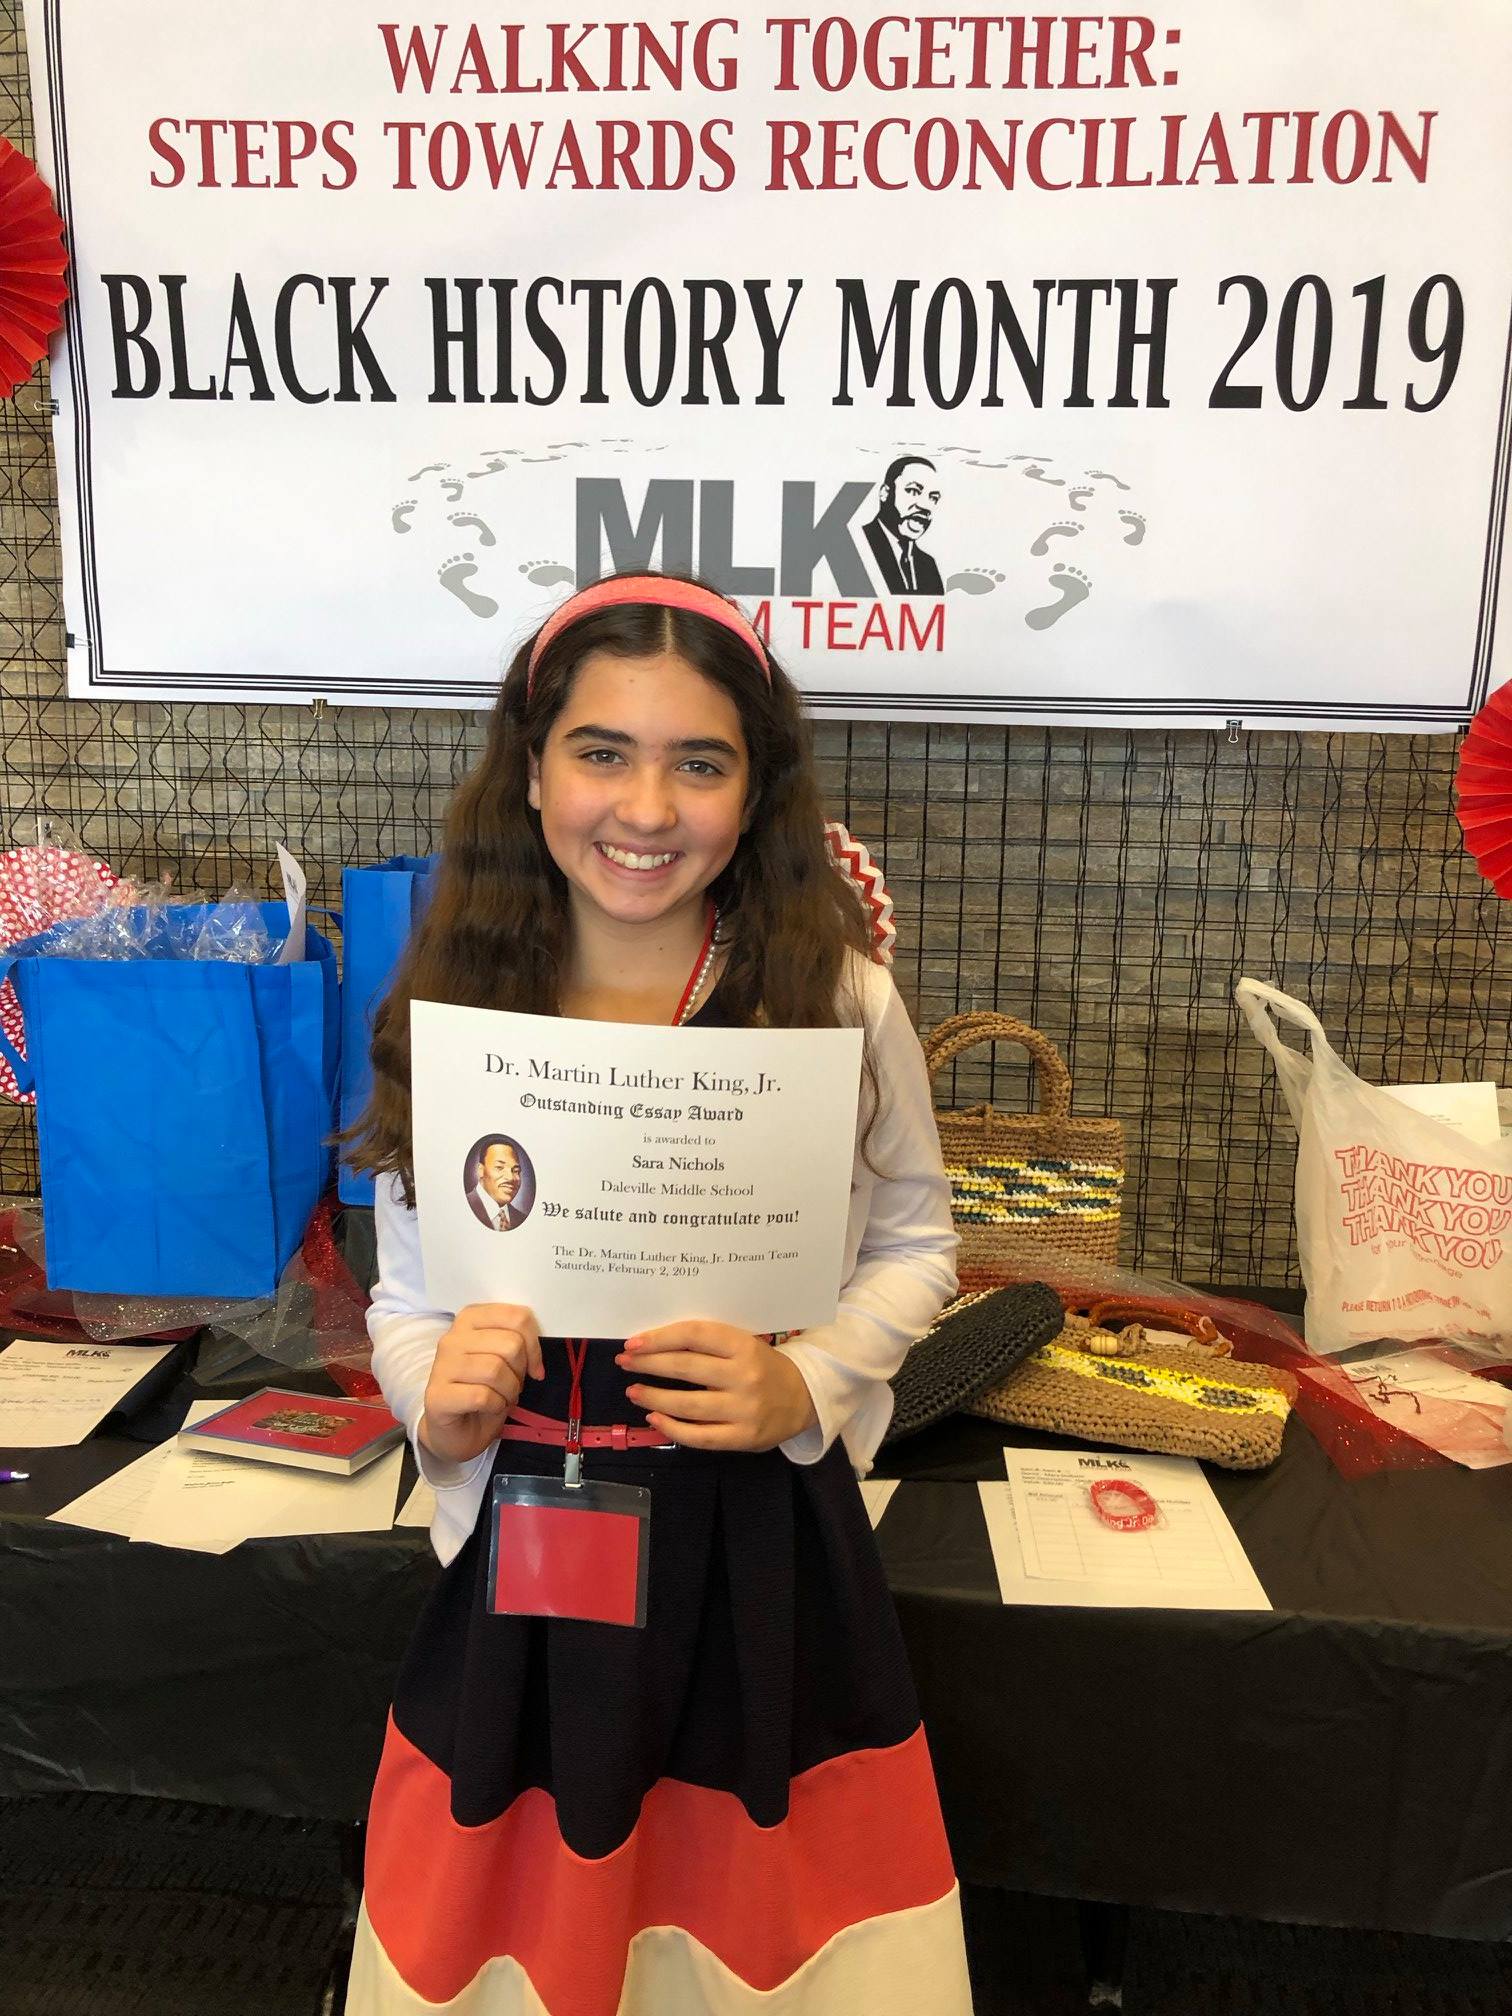 WALKING TOGETHER:
STEPS TOWARDS RECONCILIATION
BLACK HISTORY MONTH 2019
MLK
TEAM
Dr. Martin Luther King, Jr.
Outstanding Essay Award
is awarded to
Sara Nichols
Daleville Middle School
We salute and congratulate you!
The Dr. Martin Luther King, Jr. Dream Team
Saturday, February 2, 2019
THANK YOU
THANK YOU
THANK YOU
MLK
MLK